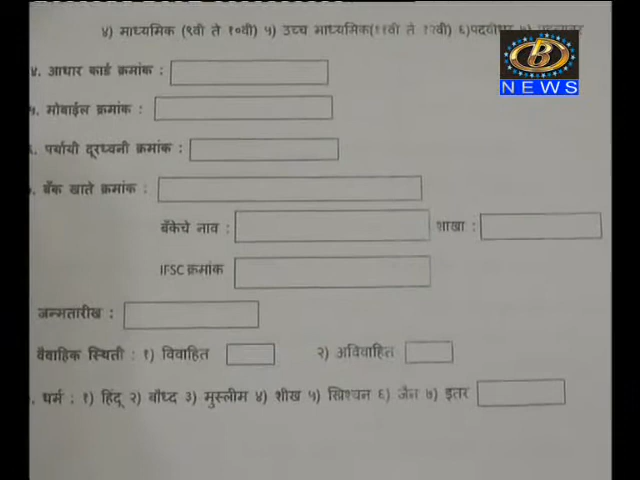 ४) माध्यमिक (९वी ते १०वी) ५) उच्च माध्यमिक(११वी ते १२वी) ६)पदवीधर
४. आधार कार्ड क्रमांक :
५. मोबाईल क्रमांक :
पर्यायी दूरध्वनी क्रमांक :
बँक खाते क्रमांक :
बँकेचे नाव : शाखा :
IFSC क्रमांक
जन्मतारीख :
वैवाहिक स्थिती : १) विवाहित २) अविवाहित
धर्म : १) हिंदू २) बौध्द ३) मुस्लीम ४) शीख ५) ख्रिश्चन ६) जैन ७) इतर
B
NEWS